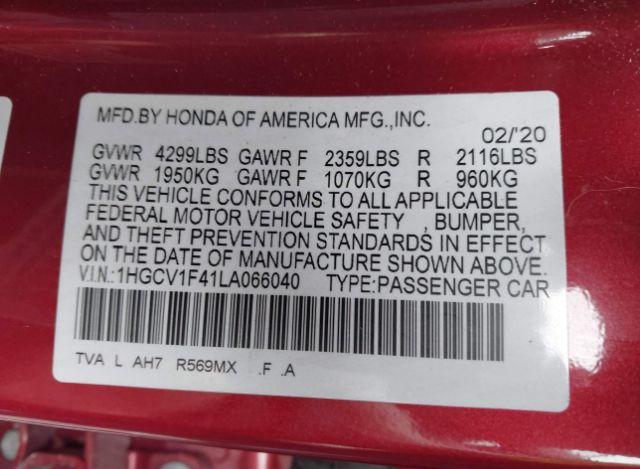 MFD.BY HONDA OF AMERICA MFG.,INC.
02/'20
GVWR 4299LBS GAWR F 2359LBS R 2116LBS
GVWR 1950KG GAWR F 1070KG R 960KG
THIS VEHICLE CONFORMS TO ALL APPLICABLE
FEDERAL MOTOR VEHICLE SAFETY , BUMPER,
AND THEFT PREVENTION STANDARDS IN EFFECT
ON THE DATE OF MANUFACTURE SHOWN ABOVE.
V.I.N.:1HGCV1F41LA066040 TYPE:PASSENGER CAR
TVA L AH7 R569MX .F .A